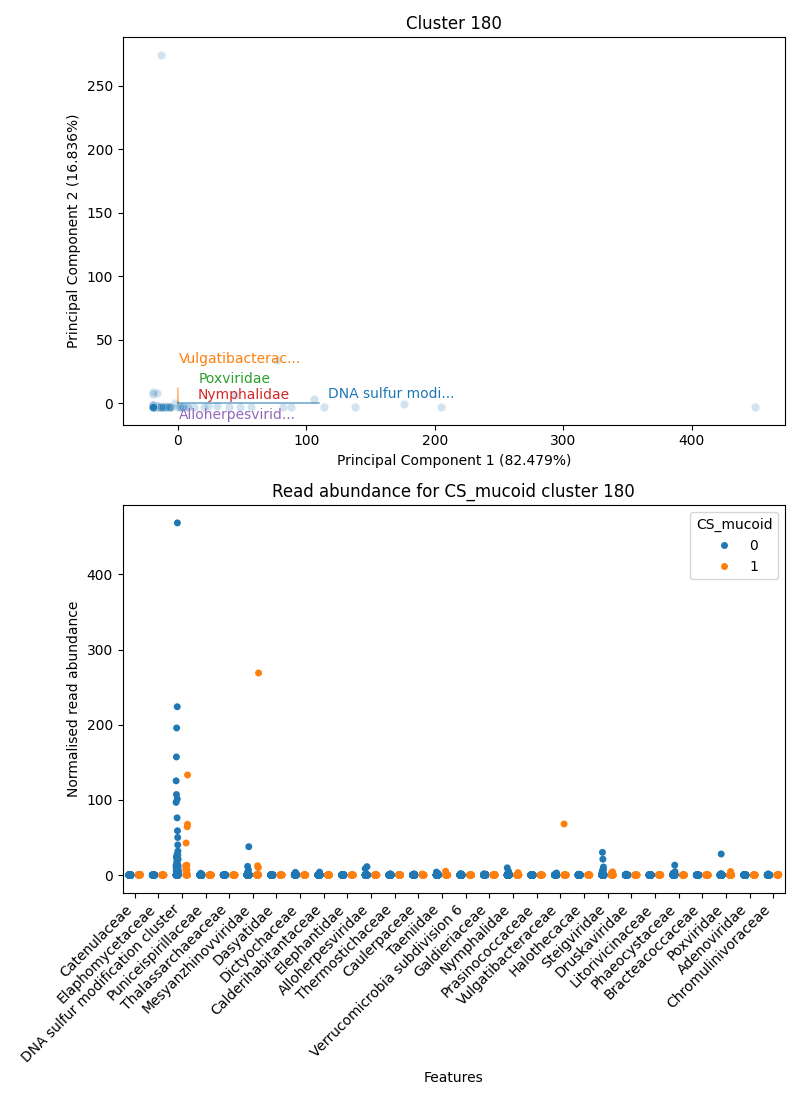 Cluster 180
Principal Component 2 (16.836%)
250
200
150
100
50
0
Vulgatibacterac...
Poxviridae
Nymphalidae
DNA sulfur modi...
Alloherpesvirid...
0
100
200
300
400
Principal Component 1 (82.479%)
Read abundance for CS_mucoid cluster 180
Normalised read abundance
400
300
200
100
0
CS_mucoid
0
1
Catenulaceae
Elaphomycetaceae
DNA sulfur modification cluster
Puniceispirillaceae
Thalassarchaeaceae
Mesyanzhinovviridae
Dasyatidae
Dictyochaceae
Calderihabitantaceae
Elephantidae
Alloherpesviridae
Thermostichaceae
Caulerpaceae
Taeniidae
Verrucomicrobia subdivision 6
Galdieriaceae
Nymphalidae
Prasinococcaceae
Vulgatibacteraceae
Halothecacae
Steigviridae
Druskaviridae
Litorivicinaceae
Phaeocystaceae
Bracteacoccaceae
Poxviridae
Adenoviridae
Chromulinivoraceae
Features